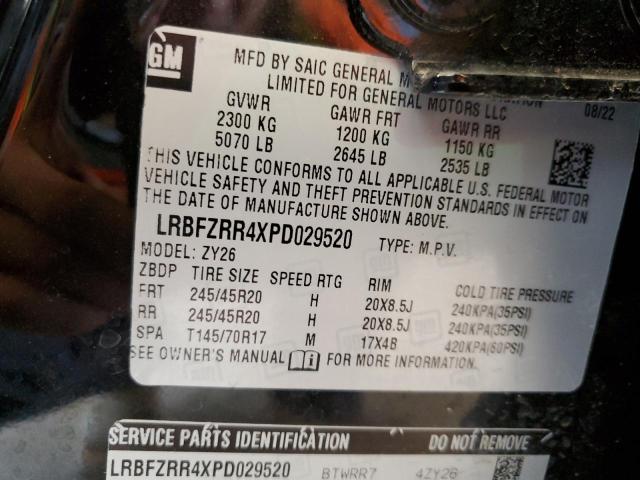 GM
MFD BY SAIC GENERAL
08/22
LIMITED FOR GENERAL MOTORS LLC
GVWR GAWR FRT GAWR RR
2300 KG 1200 KG 1150 KG
5070 LB 2645 LB 2535 LB
THIS VEHICLE CONFORMS TO ALL APPLICABLE U.S. FEDERAL MOTOR
VEHICLE SAFETY AND THEFT PREVENTION STANDARDS IN EFFECT ON
THE DATE OF MANUFACTURE SHOWN ABOVE.
LRBFZRR4XPD029520 TYPE: M.P.V.
MODEL: ZY26
ZBDP TIRE SIZE SPEED RTG RIM COLD TIRE PRESSURE
FRT 245/45R20 H 20X8.5J 240KPA(35PSI)
RR 245/45R20 H 20X8.5J 240KPA(35PSI)
SPA T145/70R17 M 17X4B 420KPA(60PSI)
SEE OWNER'S MANUAL FOR MORE INFORMATION.
SERVICE PARTS IDENTIFICATION DO NOT REMOVE
LRBFZRR4XPD029520 BTWRR7 4ZY26